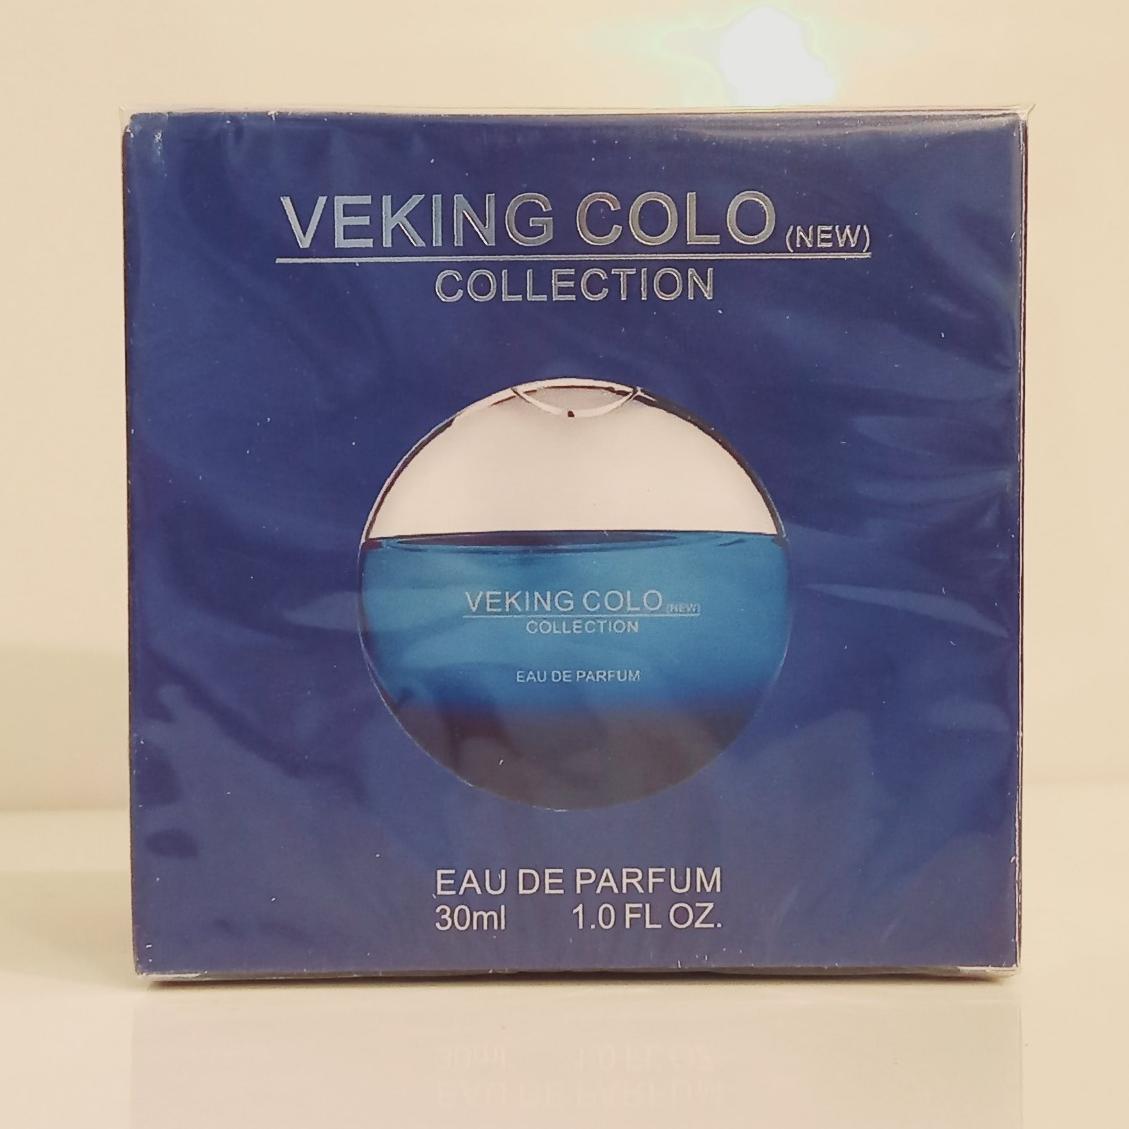 VEKING COLO (NEW)
COLLECTION
VEKING COLO (NEW)
COLLECTION
EAU DE PARFUM
EAU DE PARFUM
30ml 1.0 FL OZ.